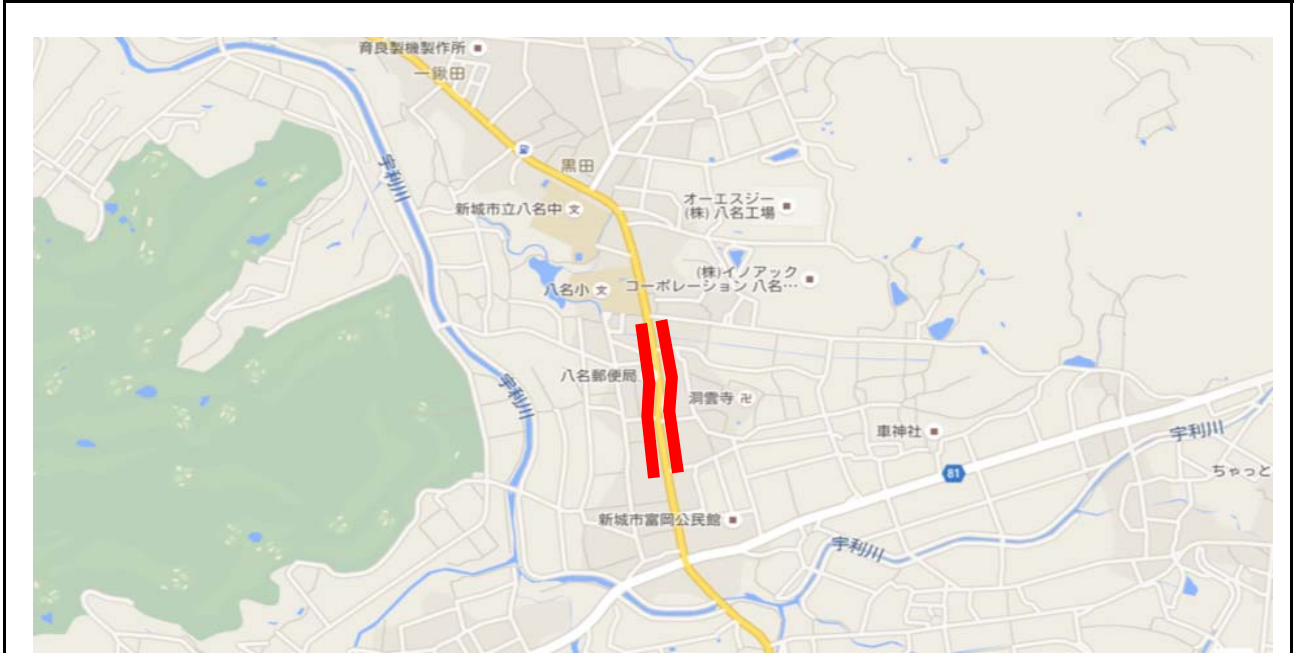 育良製機製作所
一鍬田
黒田
宇利川
新城市立八名中
オーエスジー
(株)八名工場
(株)イノアック
コーポレーション 八名…
八名小
八名郵便局
宇利川
洞雲寺
車神社
宇利川
81
ちゃっと
新城市富岡公民館
宇利川